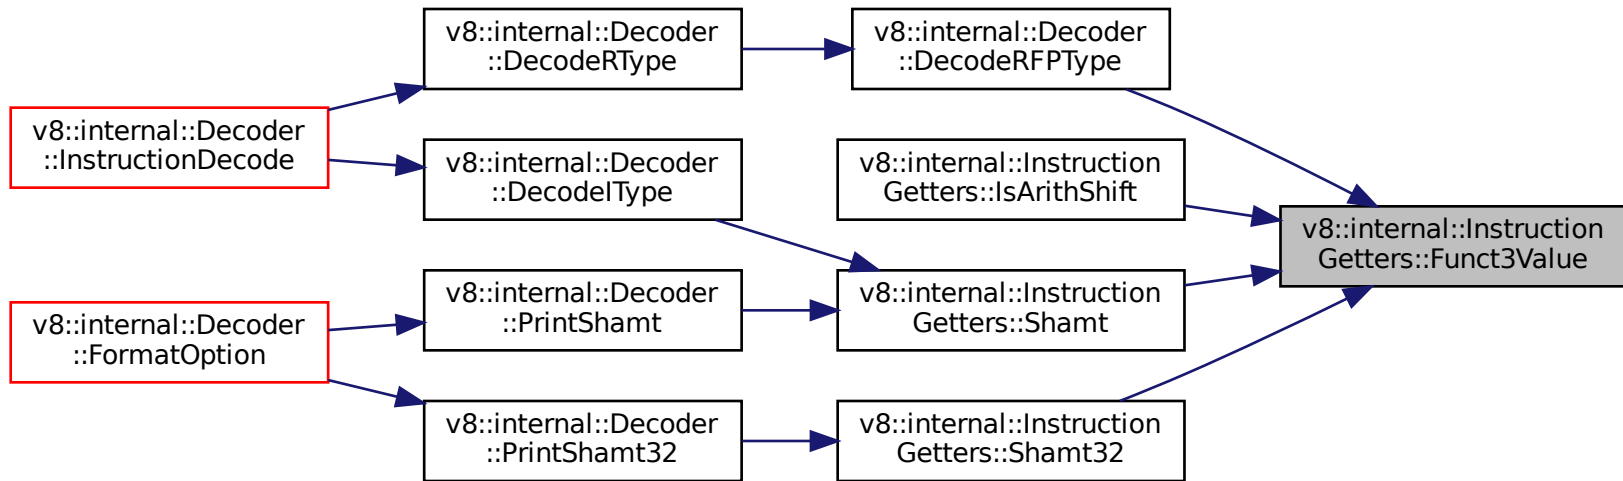 v8::internal::Decoder
::DecodeRType
v8::internal::Decoder
::DecodeRFPType
v8::internal::Decoder
::InstructionDecode
v8::internal::Decoder
::DecodeIType
v8::internal::Instruction
Getters::IsArithShift
v8::internal::Instruction
Getters::Funct3Value
v8::internal::Decoder
::FormatOption
v8::internal::Decoder
::PrintShamt
v8::internal::Instruction
Getters::Shamt
v8::internal::Decoder
::PrintShamt32
v8::internal::Instruction
Getters::Shamt32